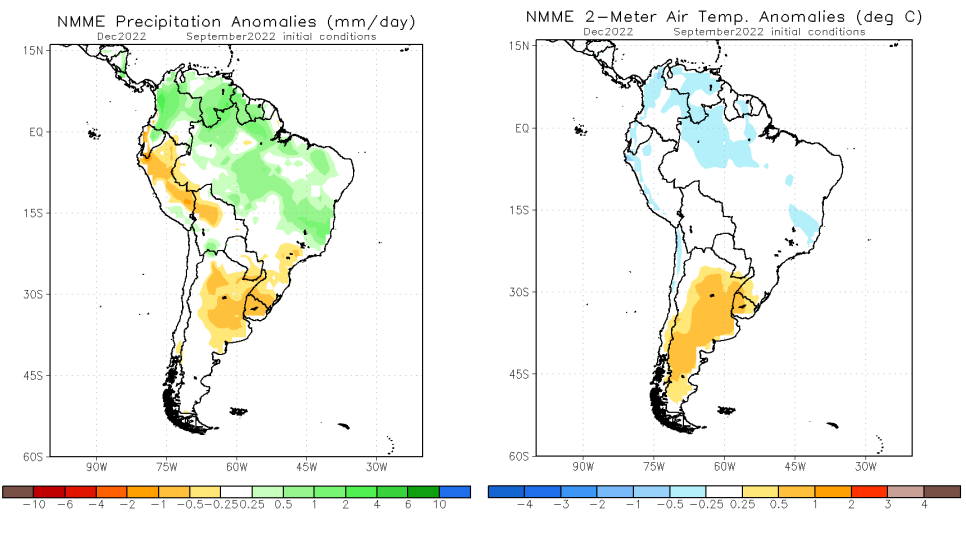 NMME Precipitation Anomalies (mm/day)
Dec2022 September2022 initial conditions
15N
EQ
15S
30S
45S
60S
90W 75W 60W 45W 30W
-10 -6 -4 -2 -1 -0.5 -0.25 0.25 0.5 1 2 4 6 10
NMME 2-Meter Air Temp. Anomalies (deg C)
Dec2022 September2022 initial conditions
15N
EQ
15S
30S
45S
60S
90W 75W 60W 45W 30W
-4 -3 -2 -1 -0.5 -0.25 0.25 0.5 1 2 3 4